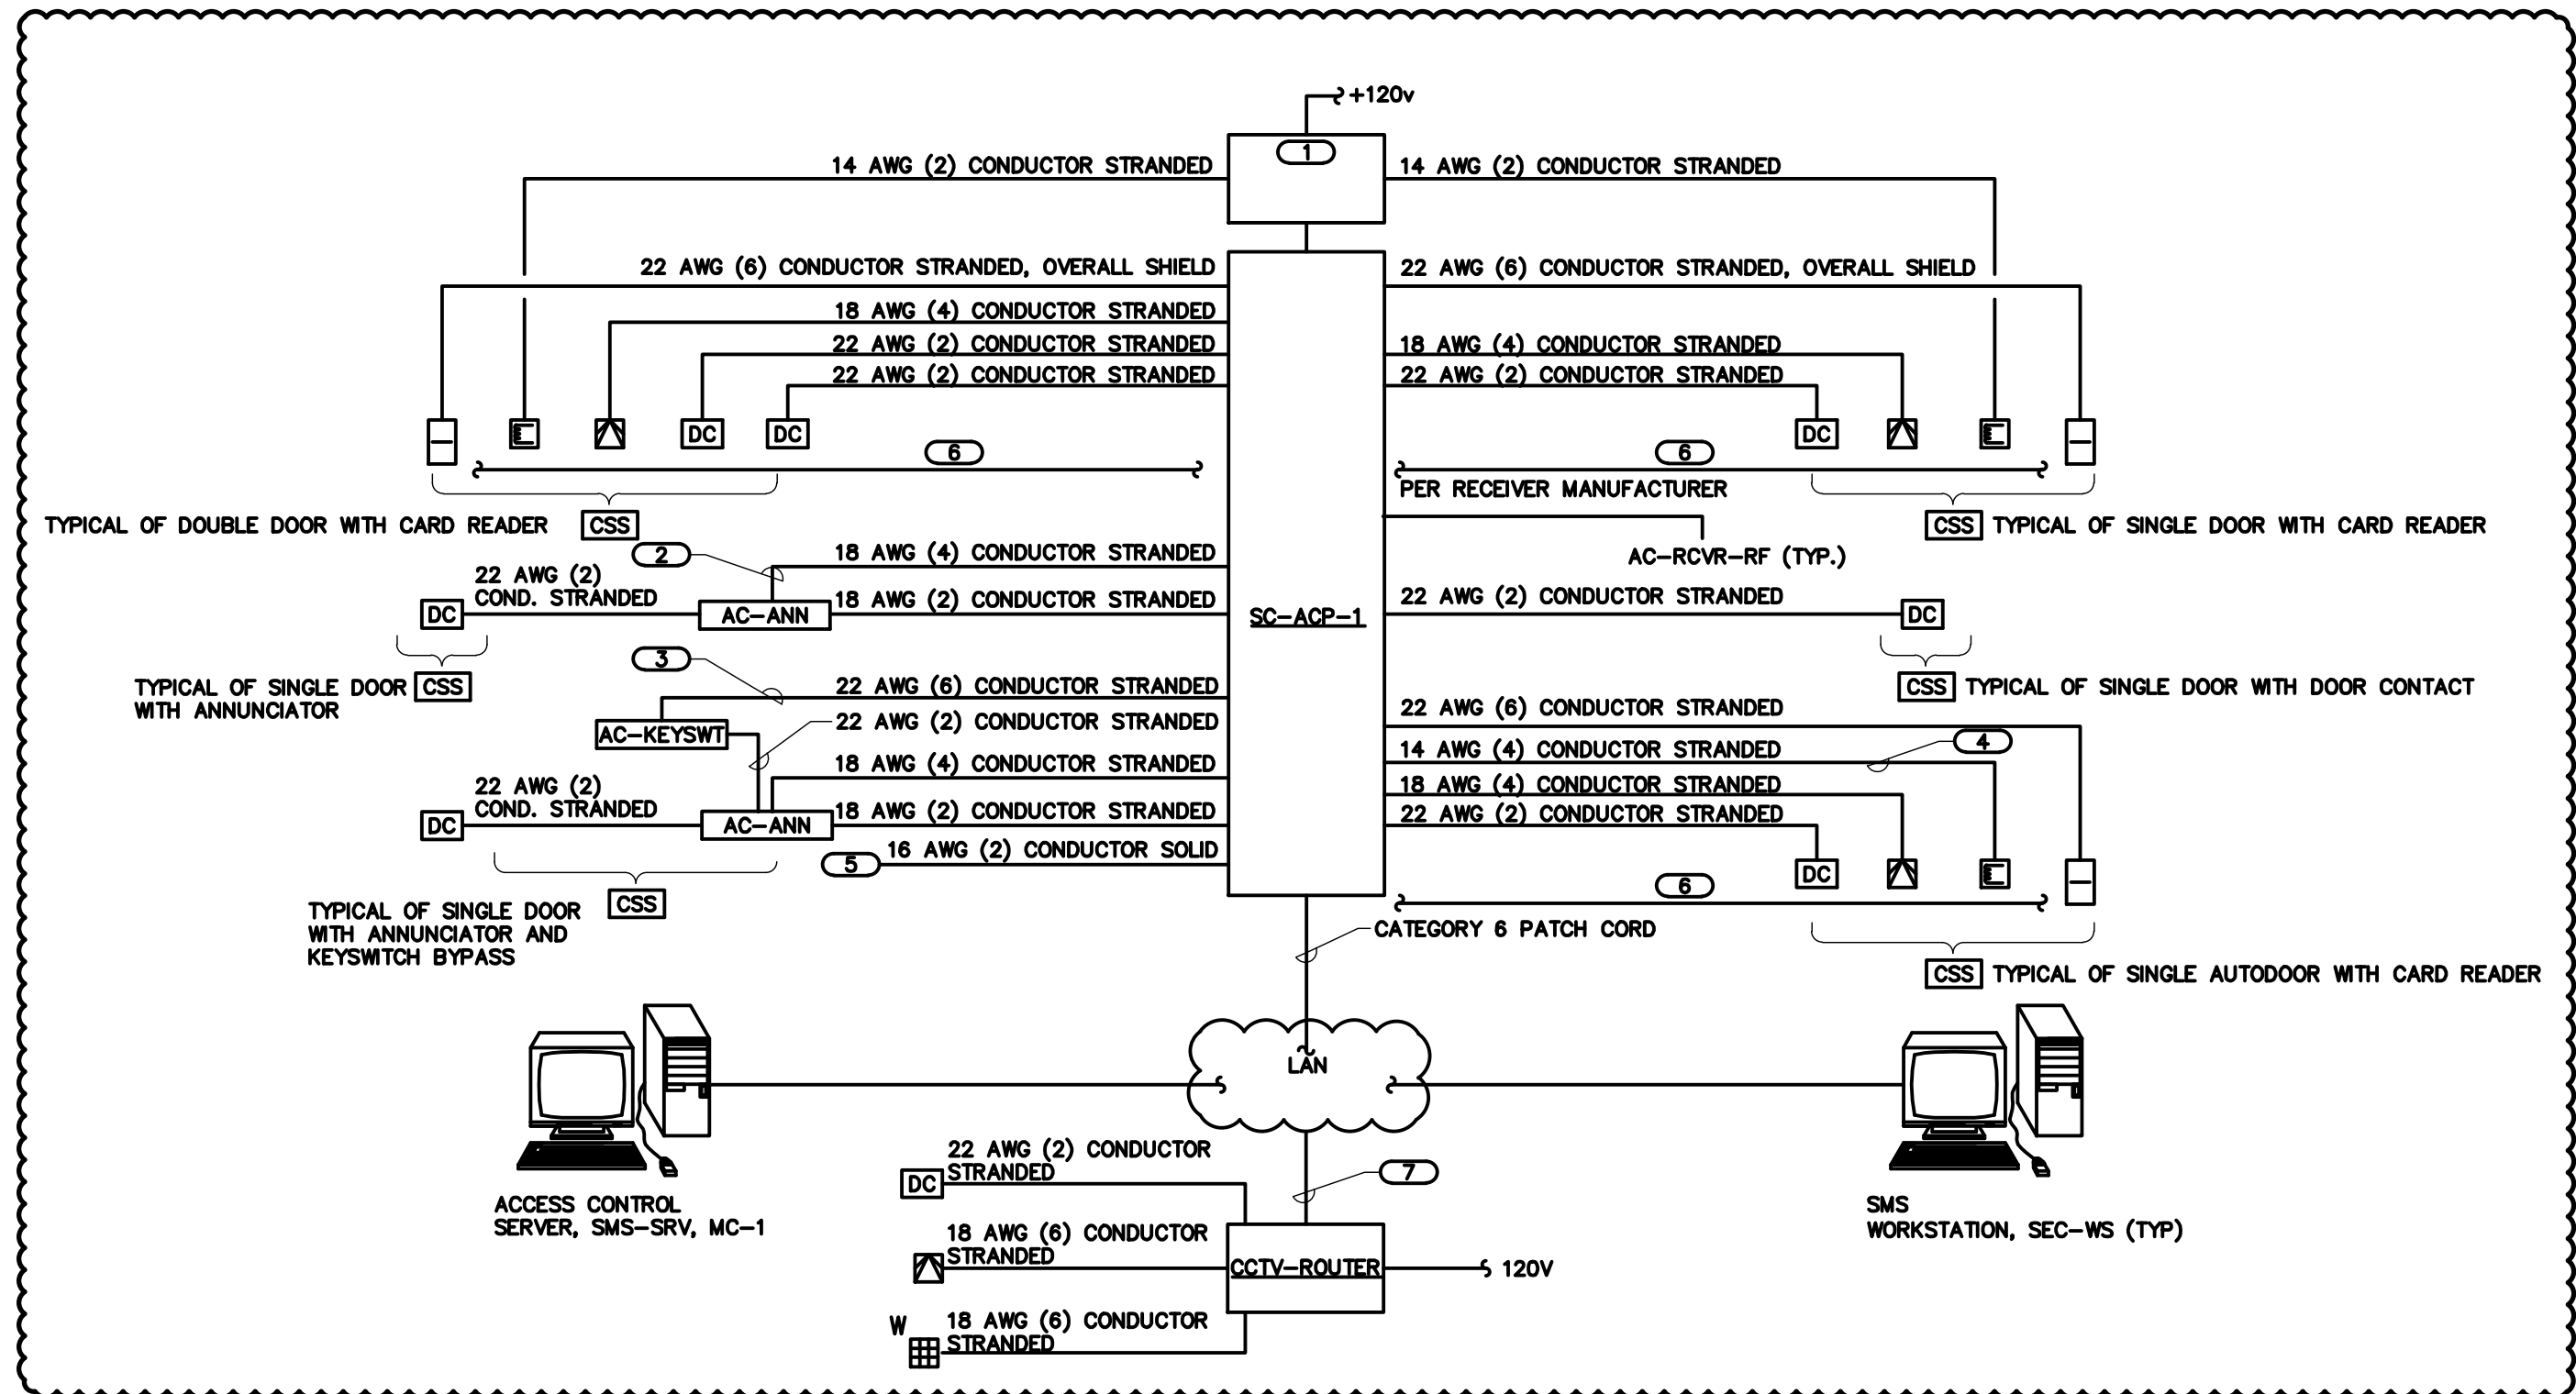 +120v
1
14 AWG (2) CONDUCTOR STRANDED
14 AWG (2) CONDUCTOR STRANDED
22 AWG (6) CONDUCTOR STRANDED, OVERALL SHIELD
22 AWG (6) CONDUCTOR STRANDED, OVERALL SHIELD
18 AWG (4) CONDUCTOR STRANDED
22 AWG (2) CONDUCTOR STRANDED
18 AWG (4) CONDUCTOR STRANDED
22 AWG (2) CONDUCTOR STRANDED
22 AWG (2) CONDUCTOR STRANDED
DC
DC
DC
6
6
PER RECEIVER MANUFACTURER
TYPICAL OF DOUBLE DOOR WITH CARD READER
CSS
CSS
TYPICAL OF SINGLE DOOR WITH CARD READER
2
18 AWG (4) CONDUCTOR STRANDED
AC-RCVR-RF (TYP.)
22 AWG (2)
COND. STRANDED
18 AWG (2) CONDUCTOR STRANDED
22 AWG (2) CONDUCTOR STRANDED
DC
AC-ANN
SC-ACP-1
DC
3
TYPICAL OF SINGLE DOOR
WITH ANNUNCIATOR
CSS
22 AWG (6) CONDUCTOR STRANDED
CSS
TYPICAL OF SINGLE DOOR WITH DOOR CONTACT
22 AWG (6) CONDUCTOR STRANDED
22 AWG (2) CONDUCTOR STRANDED
AC-KEYSWT
14 AWG (4) CONDUCTOR STRANDED
4
18 AWG (4) CONDUCTOR STRANDED
22 AWG (2)
COND. STRANDED
18 AWG (4) CONDUCTOR STRANDED
18 AWG (2) CONDUCTOR STRANDED
22 AWG (2) CONDUCTOR STRANDED
DC
AC-ANN
16 AWG (2) CONDUCTOR SOLID
5
DC
6
CSS
TYPICAL OF SINGLE DOOR
WITH ANNUNCIATOR AND
KEYSWITCH BYPASS
CATEGORY 6 PATCH CORD
CSS
TYPICAL OF SINGLE AUTODOOR WITH CARD READER
LAN
22 AWG (2) CONDUCTOR
STRANDED
7
DC
ACCESS CONTROL
SERVER, SMS-SRV, MC-1
SMS
WORKSTATION, SEC-WS (TYP)
18 AWG (6) CONDUCTOR
STRANDED
CCTV-ROUTER
120V
W
18 AWG (6) CONDUCTOR
STRANDED